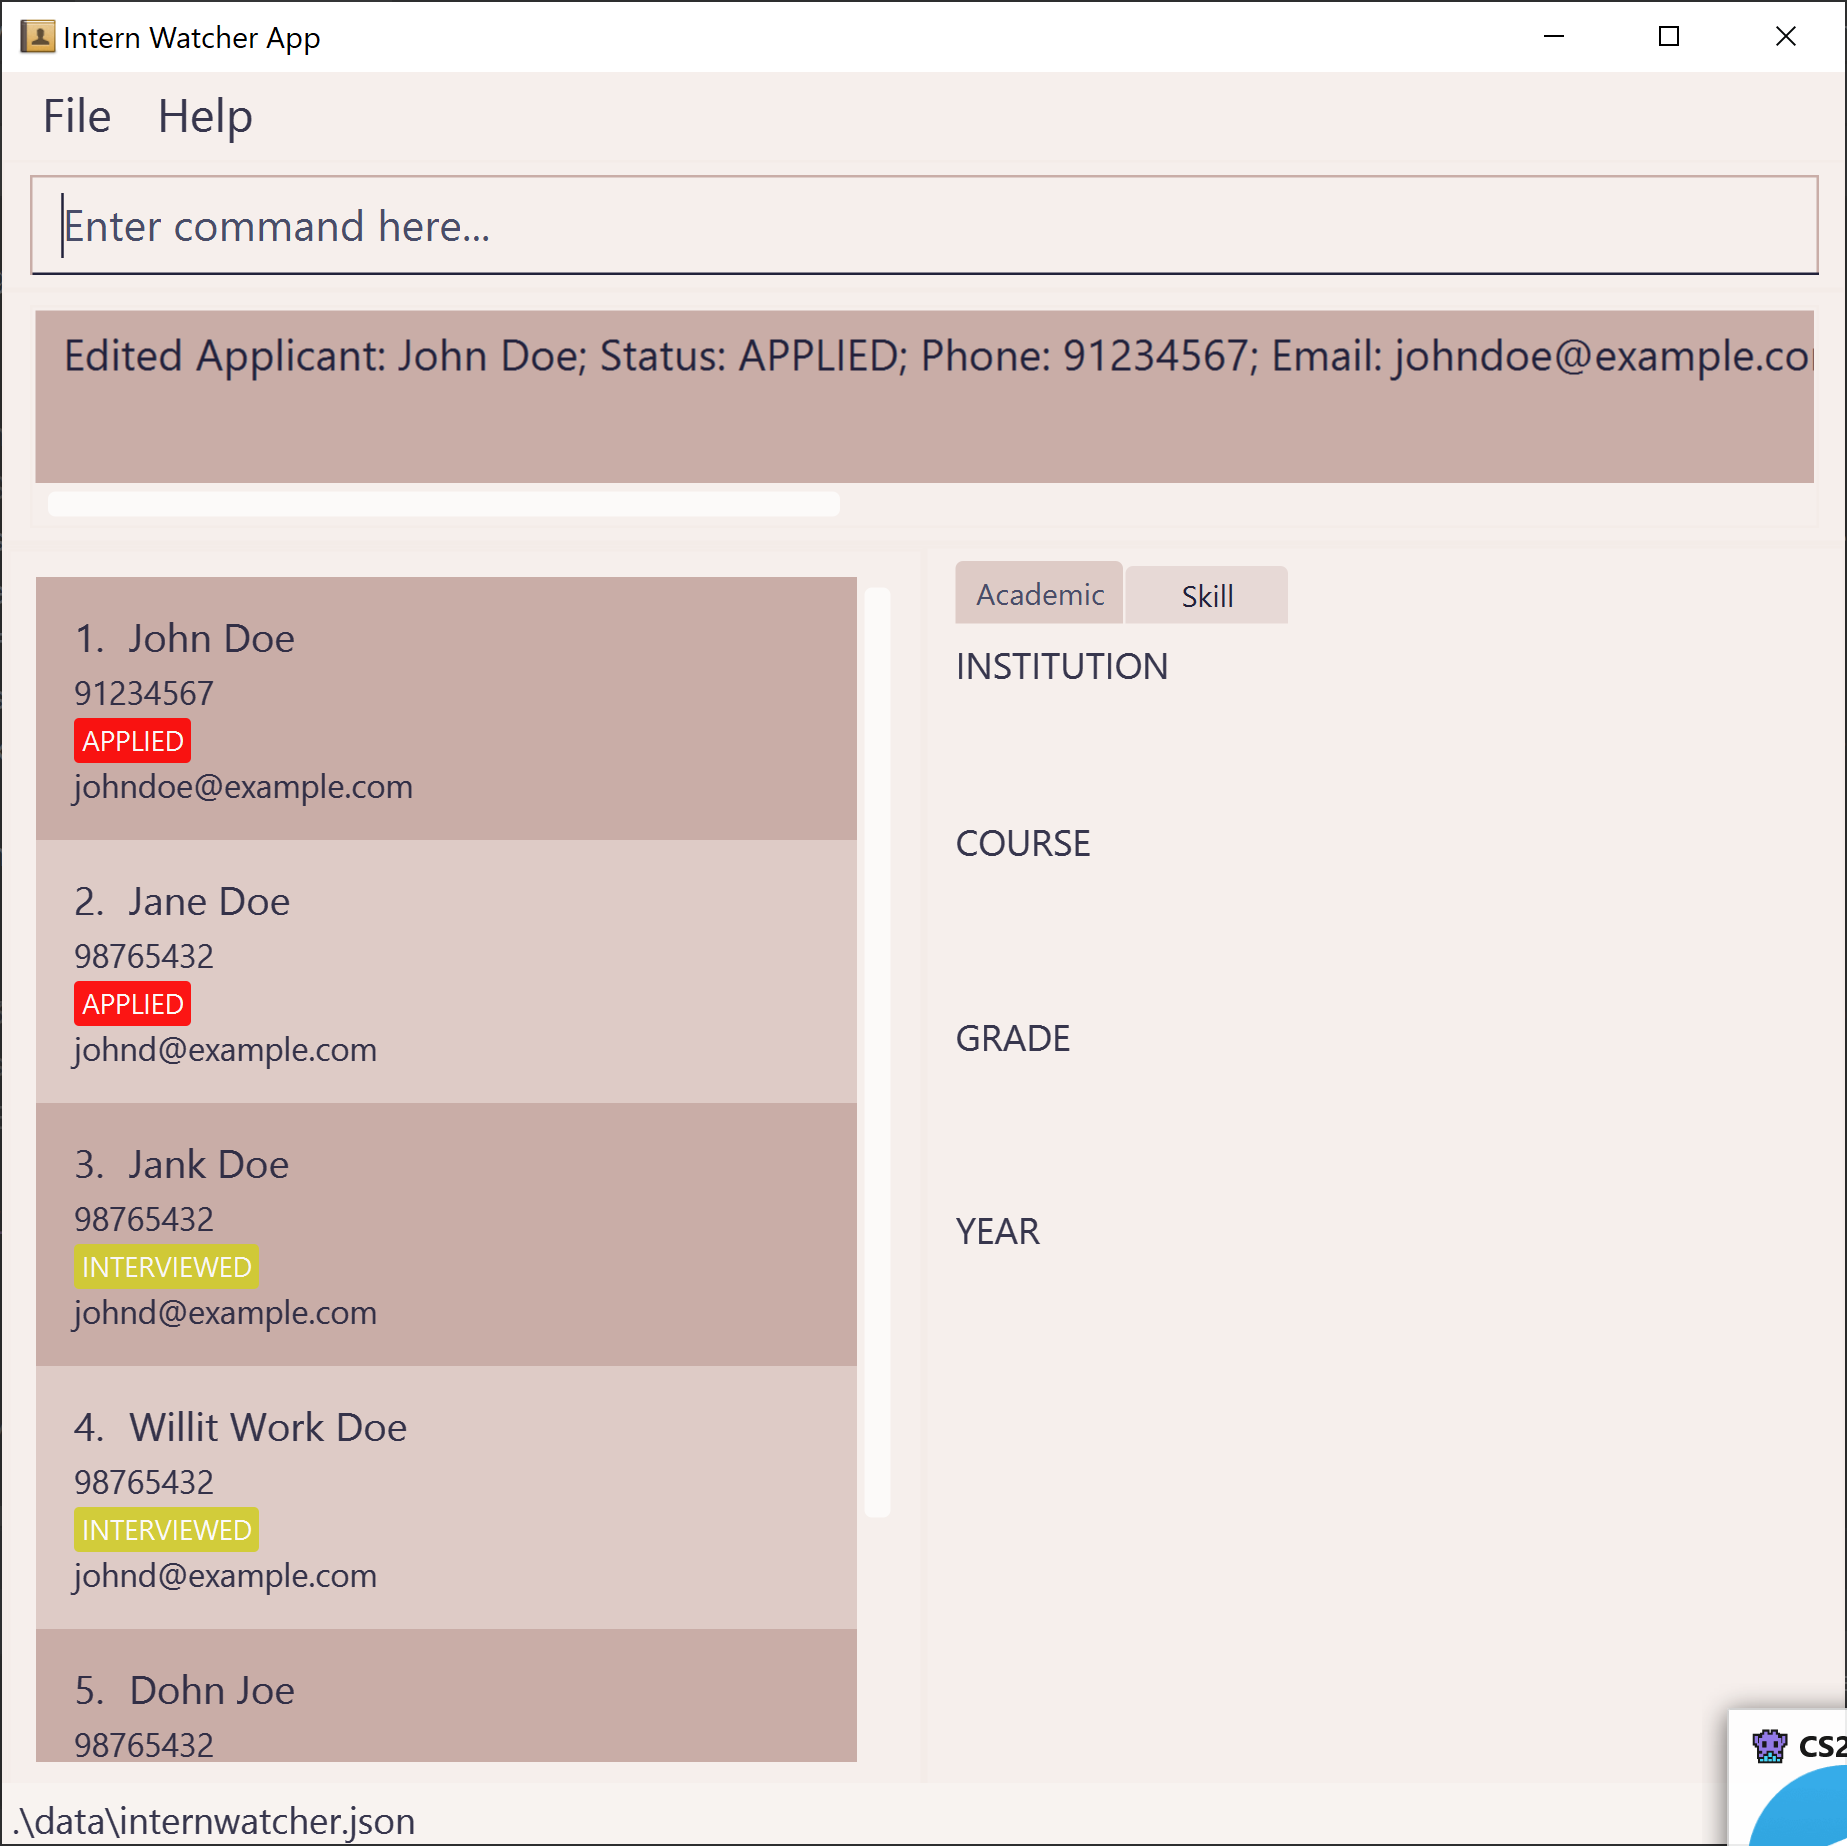 Intern Watcher App
File Help
Enter command here...
Edited Applicant: John Doe; Status: APPLIED; Phone: 91234567; Email: johndoe@example.co
1. John Doe
91234567
APPLIED
johndoe@example.com
2. Jane Doe
98765432
APPLIED
johnd@example.com
3. Jank Doe
98765432
INTERVIEWED
johnd@example.com
4. Willit Work Doe
98765432
INTERVIEWED
johnd@example.com
5. Dohn Joe
98765432
Academic Skill
INSTITUTION
COURSE
GRADE
YEAR
CS2
.\data\internwatcher.json